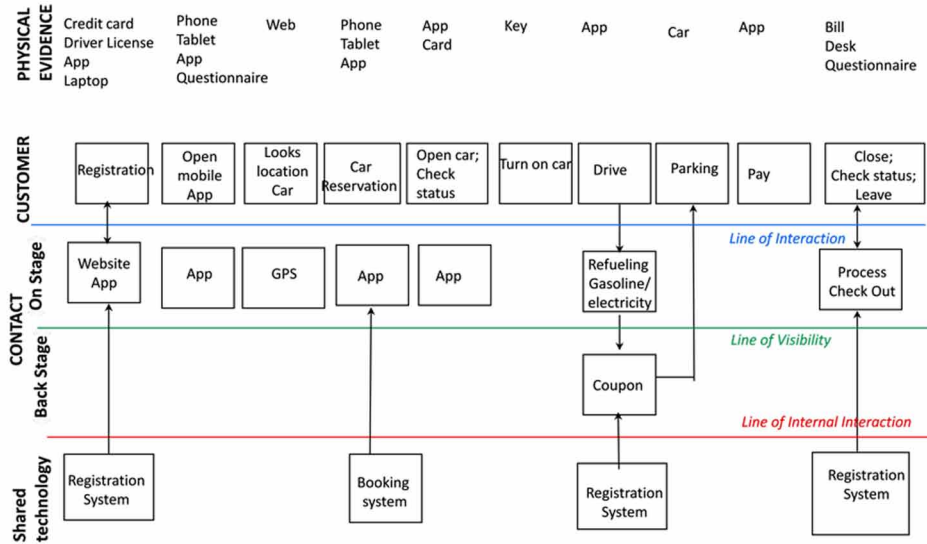 PHYSICAL
EVIDENCE
Credit card
Driver License
App
Laptop
Phone
Tablet
App
Questionnaire
Web
Phone
Tablet
App
App
Card
Key
App
Car
App
Bill
Desk
Questionnaire
CUSTOMER
Registration
Open
mobile
App
Looks
location
Car
Car
Reservation
Open car;
Check
status
Turn on car
Drive
Parking
Pay
Close;
Check status;
Leave
Line of Interaction
CONTACT
On Stage
Website
App
App
GPS
App
App
Refueling
Gasoline/
electricity
Process
Check Out
Line of Visibility
Back Stage
Coupon
Line of Internal Interaction
Shared
technology
Registration
System
Booking
system
Registration
System
Registration
System